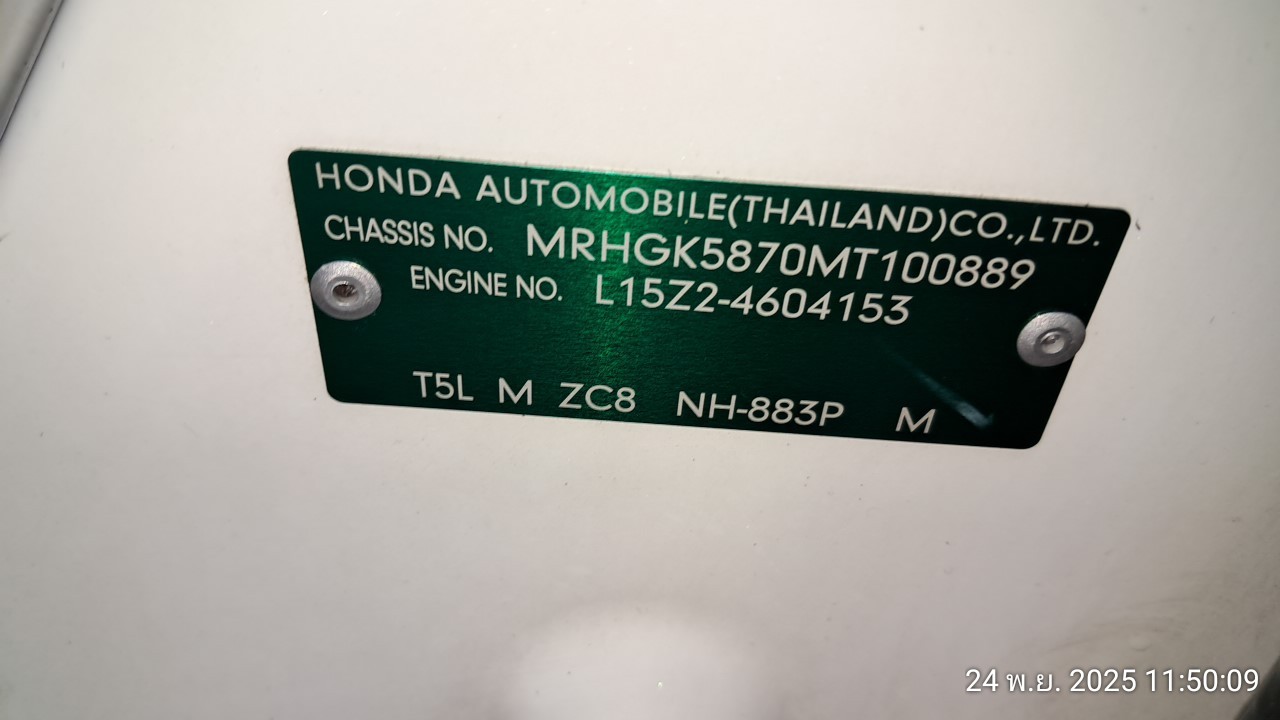 HONDA AUTOMOBILE(THAILAND)CO.,LTD.
CHASSIS NO. MRHGK5870MT100889
ENGINE NO. L15Z2-4604153
T5L M ZC8 NH-883P M
24 พ.ย. 2025 11:50:09